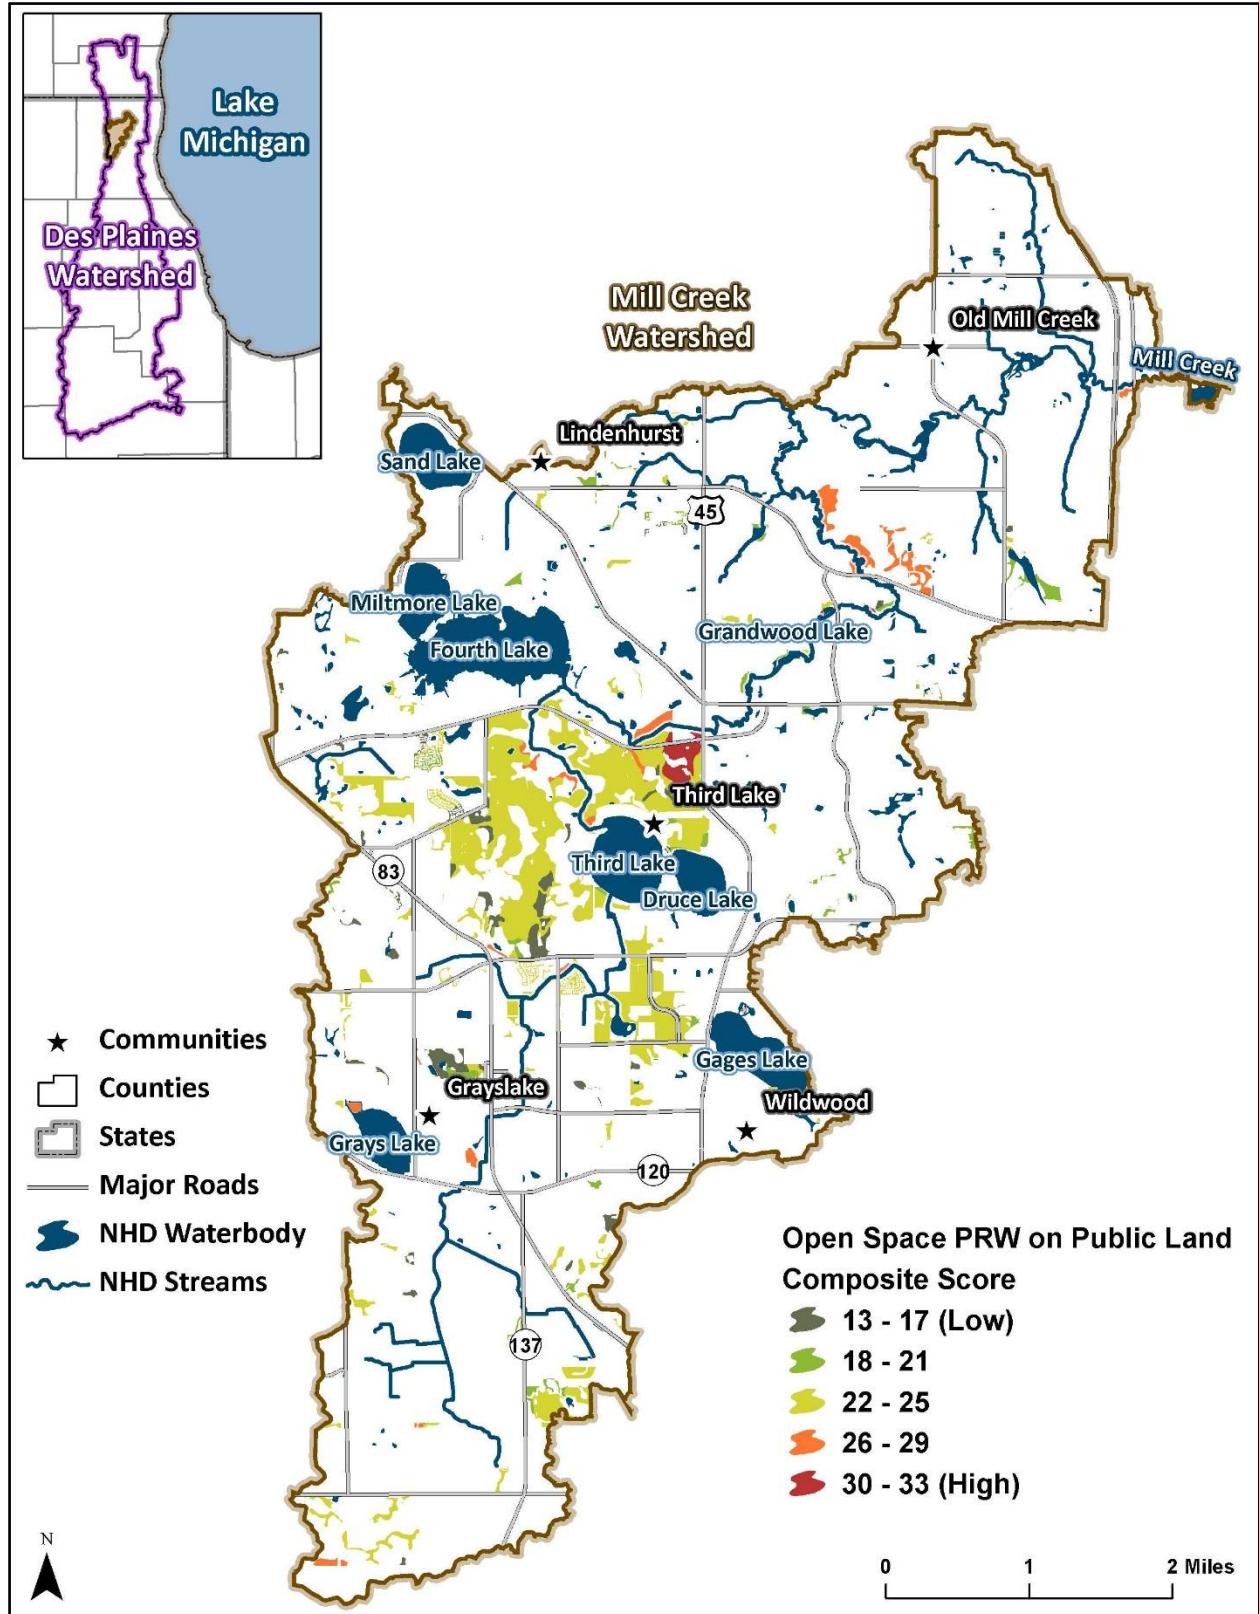 Lake
Michigan
Des Plaines
Watershed
Mill Creek
Watershed
Old Mill Creek
Mill Creek
Lindenhurst
Sand Lake
45
Miltmore Lake
Fourth Lake
Grandwood Lake
Third Lake
Third Lake
83
Druce Lake
Gages Lake
Grayslake
Wildwood
Grays Lake
120
137
Communities
Counties
States
Major Roads
NHD Waterbody
NHD Streams
Open Space PRW on Public Land
Composite Score
13 - 17 (Low)
18 - 21
22 - 25
26 - 29
30 - 33 (High)
N
0 1 2 Miles